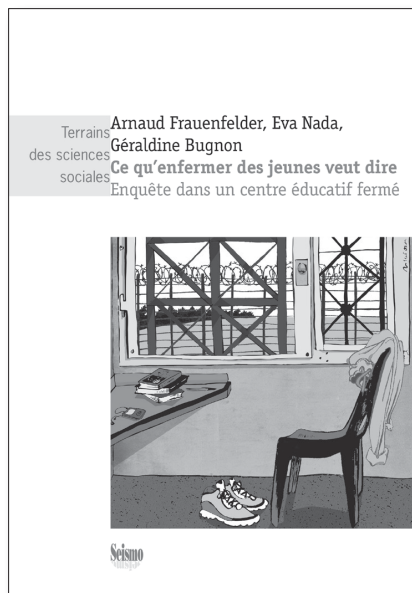 Terrains
des sciences
sociales
Arnaud Frauenfelder, Eva Nada,
Géraldine Bugnon
Ce qu’enfermer des jeunes veut dire
Enquête dans un centre éducatif fermé
Seismo